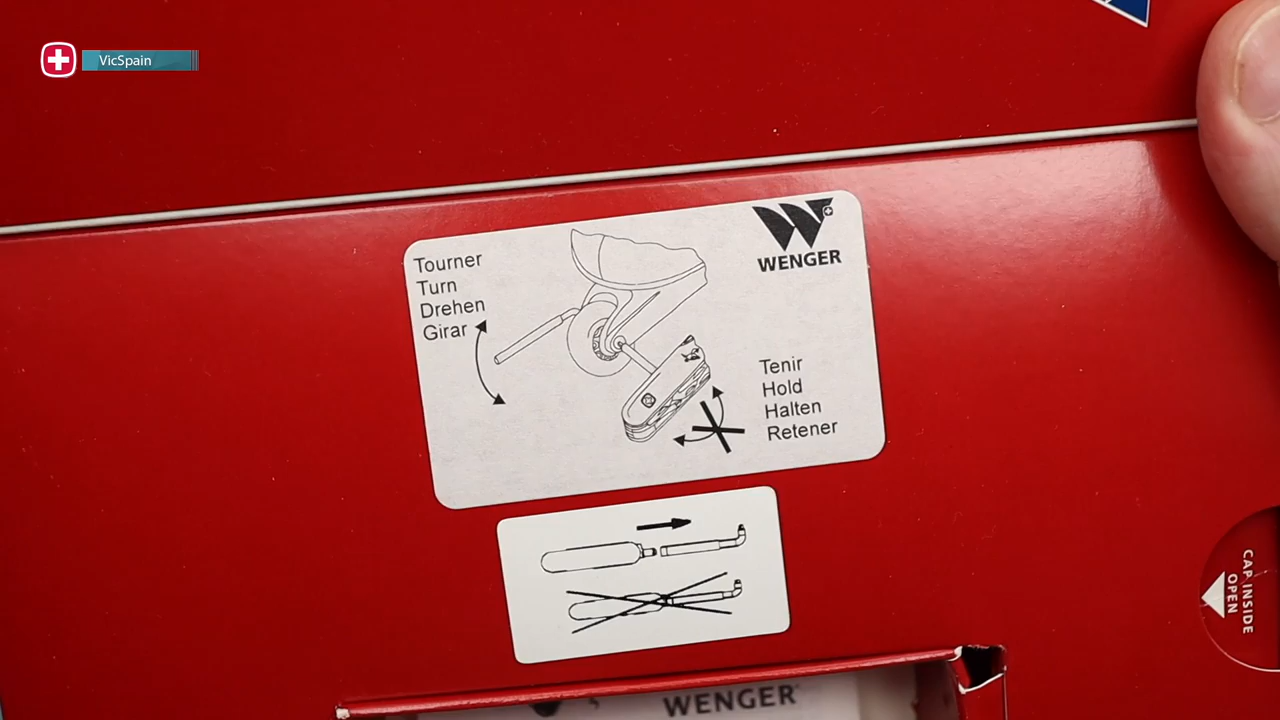 VicSpain
WENGER
Tourner
Turn
Drehen
Girar
Tenir
Hold
Halten
Retener
CAP INSIDE
OPEN
WENGER